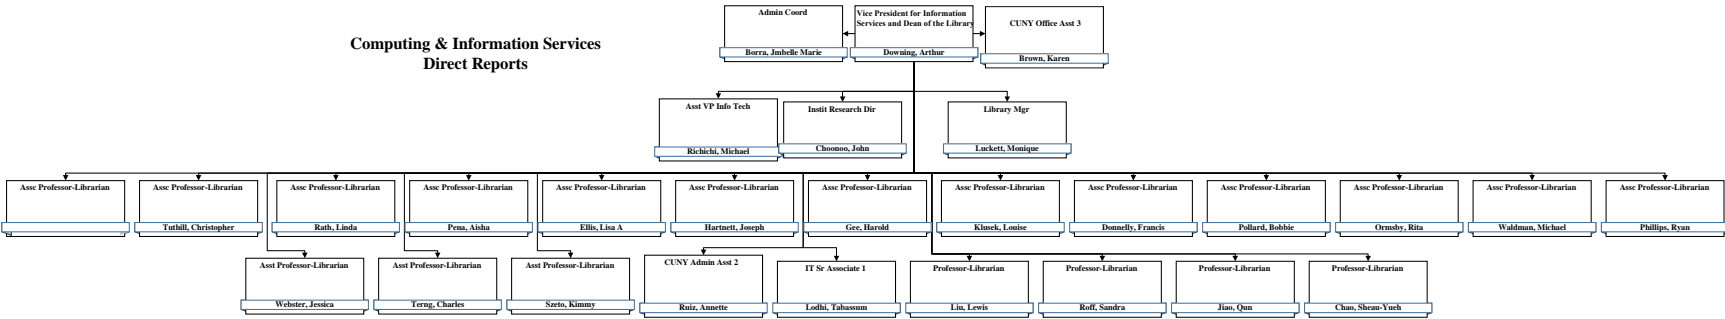 Admin Coord
Borra, Jmbelle Marie
Vice President for Information
Services and Dean of the Library
Downing, Arthur
CUNY Office Asst 3
Brown, Karen
Computing & Information Services
Direct Reports
Asst VP Info Tech
Richichi, Michael
Instit Research Dir
Choonoo, John
Library Mgr
Luckett, Monique
Assc Professor-Librarian
Assc Professor-Librarian
Tuthill, Christopher
Assc Professor-Librarian
Rath, Linda
Assc Professor-Librarian
Pena, Aisha
Assc Professor-Librarian
Ellis, Lisa A
Assc Professor-Librarian
Hartnett, Joseph
Assc Professor-Librarian
Gee, Harold
Assc Professor-Librarian
Klusek, Louise
Assc Professor-Librarian
Donnelly, Francis
Assc Professor-Librarian
Pollard, Bobbie
Assc Professor-Librarian
Ormsby, Rita
Assc Professor-Librarian
Waldman, Michael
Assc Professor-Librarian
Phillips, Ryan
Asst Professor-Librarian
Webster, Jessica
Asst Professor-Librarian
Terng, Charles
Asst Professor-Librarian
Szeto, Kimmy
CUNY Admin Asst 2
Ruiz, Annette
IT Sr Associate 1
Lodhi, Tabassum
Professor-Librarian
Liu, Lewis
Professor-Librarian
Roff, Sandra
Professor-Librarian
Jiao, Qun
Professor-Librarian
Chao, Sheau-Yueh